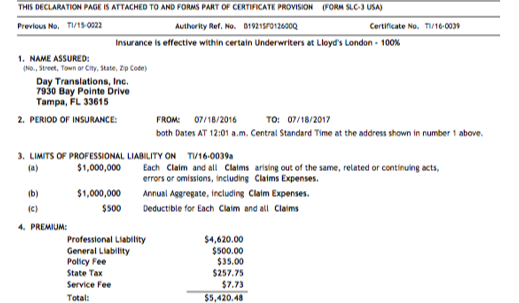 THIS DECLARATION PAGE IS ATTACHED TO AND FORMS PART OF CERTIFICATE PROVISION (FORM SLC-3 USA)
Previous No. TI/15-0022 Authority Ref. No. B1921SF012600Q Certificate No. TI/16-0039
Insurance is effective within certain Underwriters at Lloyd's London - 100%
1. NAME ASSURED:
(No., Street, Town or City, State, Zip Code)
Day Translations, Inc.
7930 Bay Pointe Drive
Tampa, FL 33615
2. PERIOD OF INSURANCE: FROM: 07/18/2016 TO: 07/18/2017
both Dates AT 12:01 a.m. Central Standard Time at the address shown in number 1 above.
3. LIMITS OF PROFESSIONAL LIABILITY ON TI/16-0039a
(a) $1,000,000 Each Claim and all Claims arising out of the same, related or continuing acts,
errors or omissions, including Claims Expenses.
(b) $1,000,000 Annual Aggregate, including Claim Expenses.
(c) $500 Deductible for Each Claim and all Claims
4. PREMIUM:
Professional Liability $4,620.00
General Liability $500.00
Policy Fee $35.00
State Tax $257.75
Service Fee $7.73
Total: $5,420.48